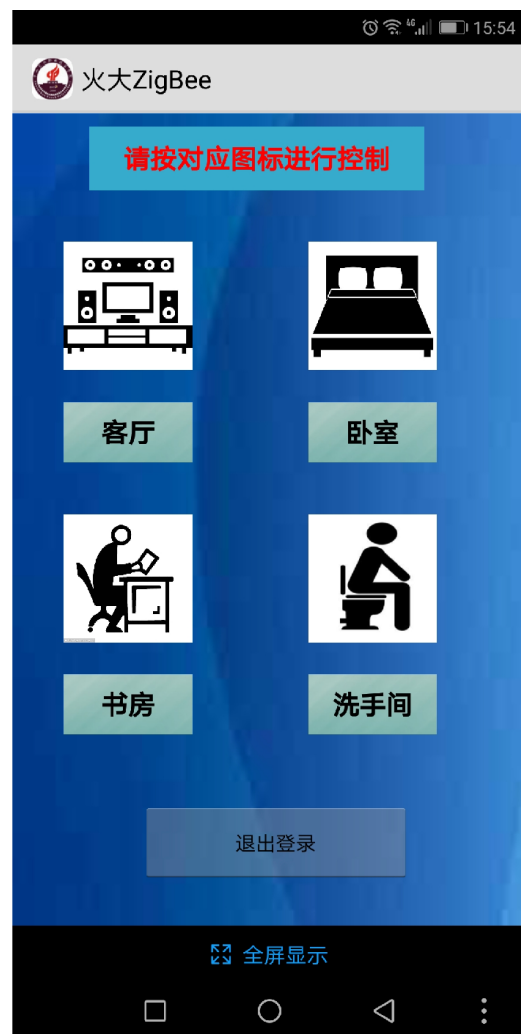 4G 15:54
火大ZigBee
请按对应图标进行控制
客厅 卧室
书房 洗手间
退出登录
全屏显示